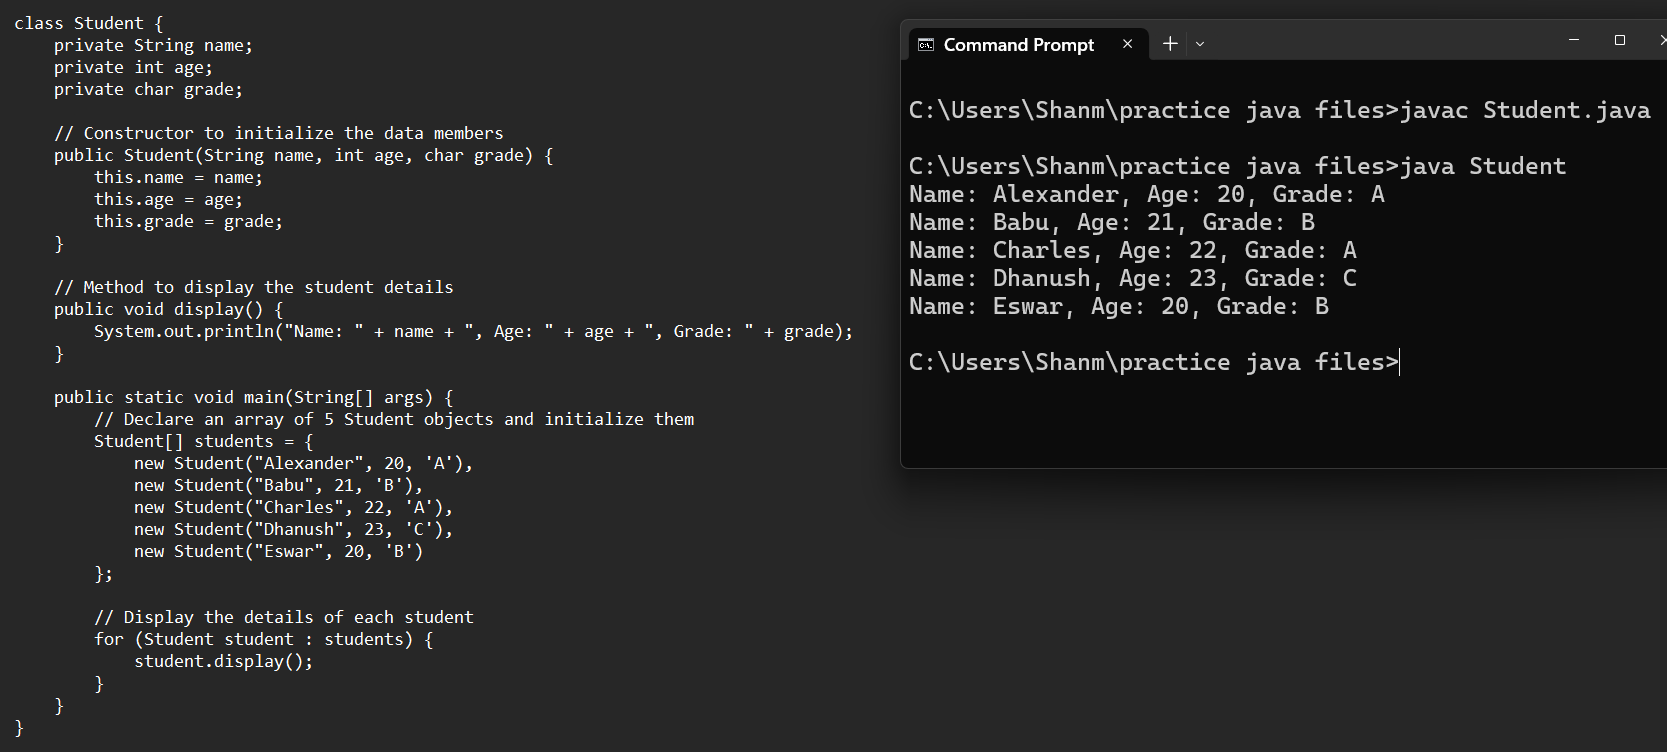 class Student {
    private String name;
    private int age;
    private char grade;

    // Constructor to initialize the data members
    public Student(String name, int age, char grade) {
        this.name = name;
        this.age = age;
        this.grade = grade;
    }

    // Method to display the student details
    public void display() {
        System.out.println("Name: " + name + ", Age: " + age + ", Grade: " + grade);
    }

    public static void main(String[] args) {
        // Declare an array of 5 Student objects and initialize them
        Student[] students = {
            new Student("Alexander", 20, 'A'),
            new Student("Babu", 21, 'B'),
            new Student("Charles", 22, 'A'),
            new Student("Dhanush", 23, 'C'),
            new Student("Eswar", 20, 'B')
        };

        // Display the details of each student
        for (Student student : students) {
            student.display();
        }
    }
}
Command Prompt
C:\Users\Shanm\practice java files>javac Student.java
C:\Users\Shanm\practice java files>java Student
Name: Alexander, Age: 20, Grade: A
Name: Babu, Age: 21, Grade: B
Name: Charles, Age: 22, Grade: A
Name: Dhanush, Age: 23, Grade: C
Name: Eswar, Age: 20, Grade: B
C:\Users\Shanm\practice java files>